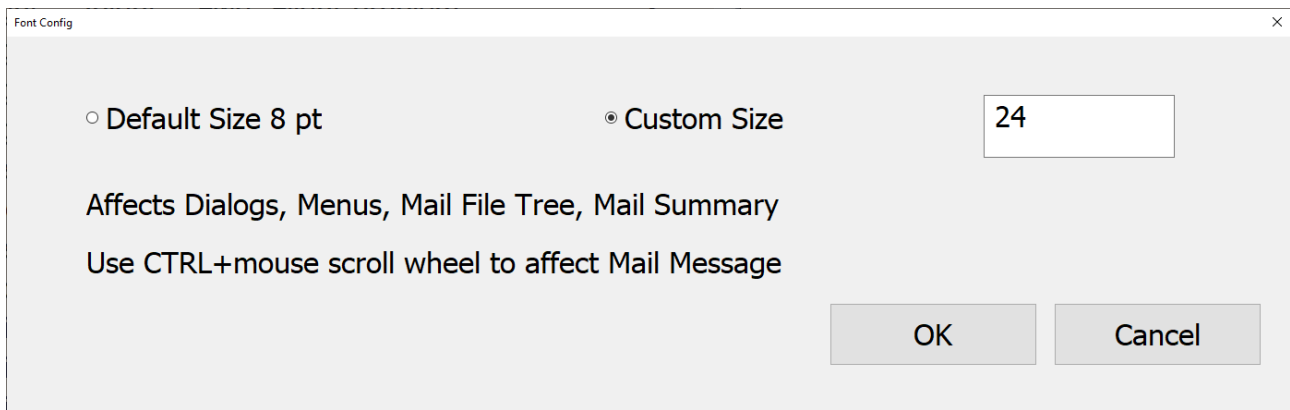 Font Config
Default Size 8 pt
Custom Size
24
Affects Dialogs, Menus, Mail File Tree, Mail Summary
Use CTRL+mouse scroll wheel to affect Mail Message
OK
Cancel